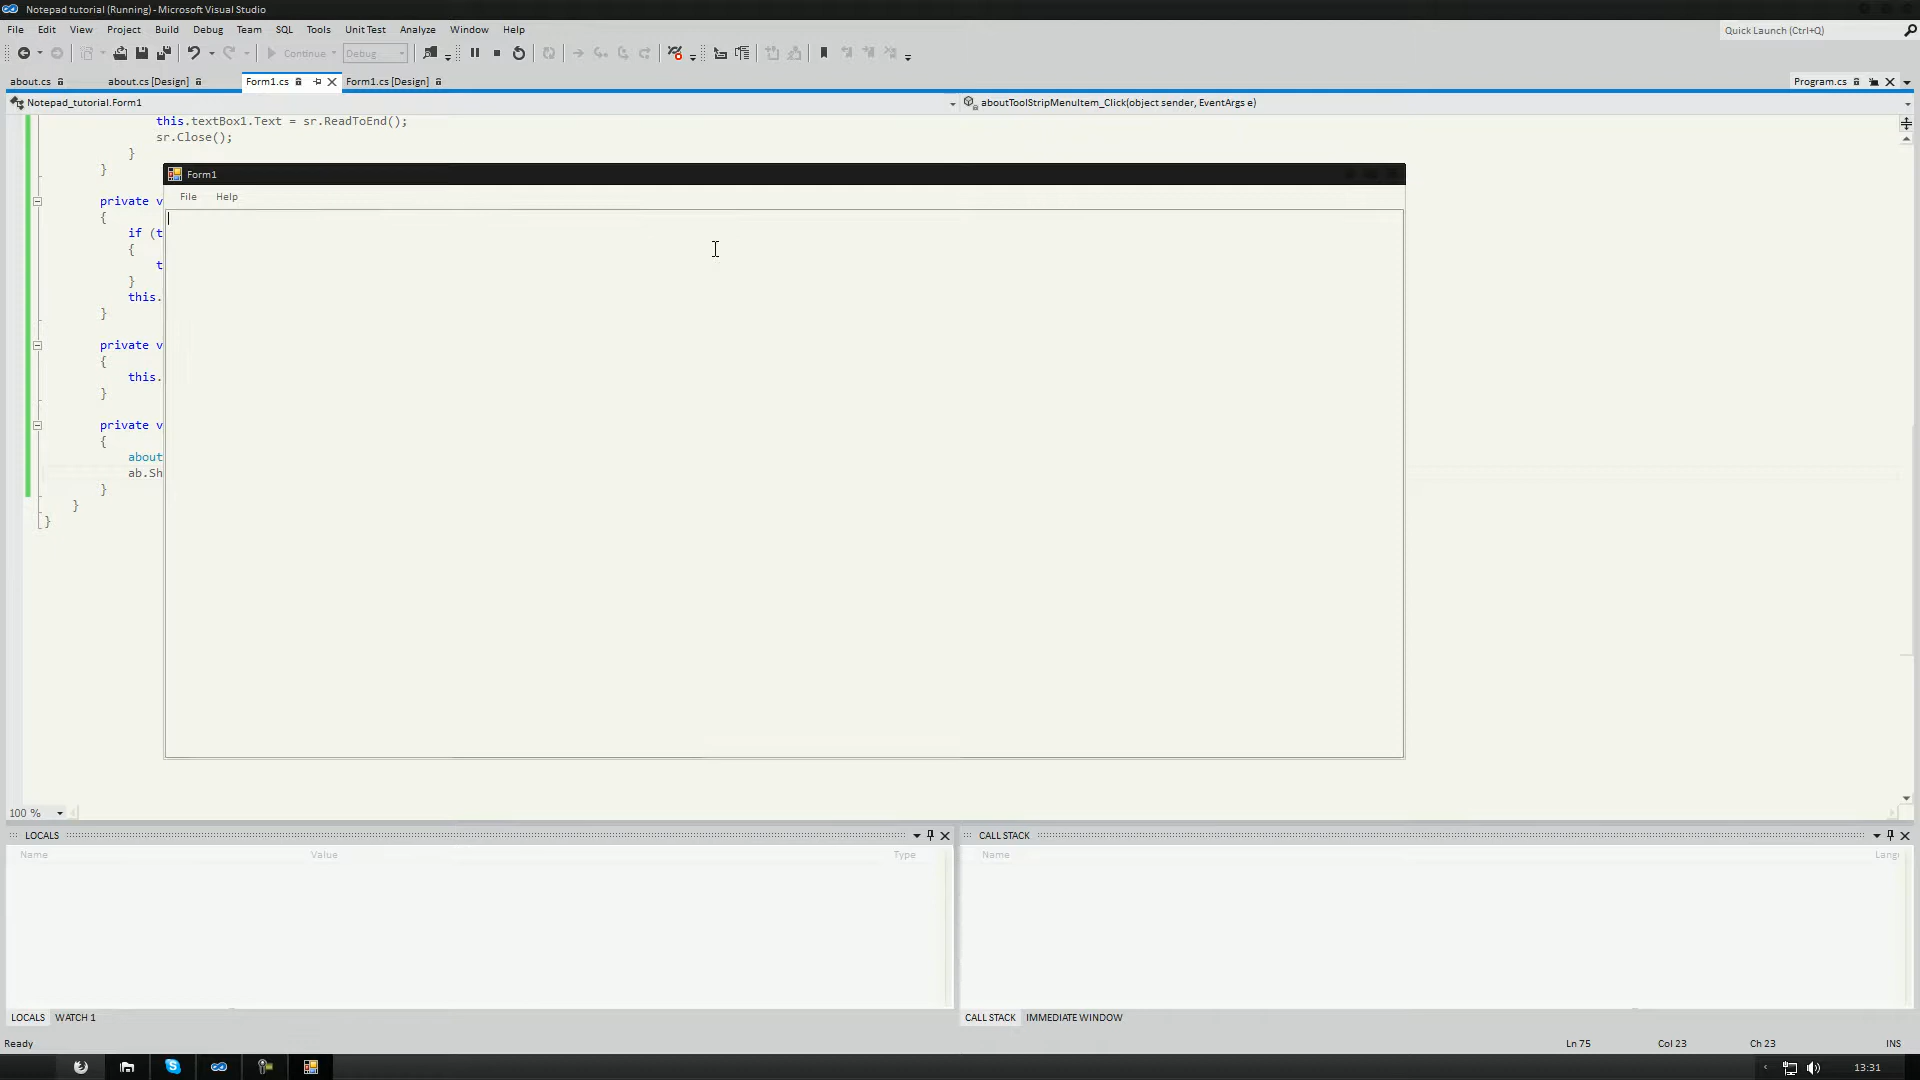 Notepad tutorial (Running) - Microsoft Visual Studio
File Edit View Project Build Debug Team SQL Tools Unit Test Analyze Window Help
Quick Launch (Ctrl+Q)
Continue Debug
about.cs about.cs [Design] Form1.cs Form1.cs [Design] Program.cs
Notepad_tutorial.Form1 aboutToolStripMenuItem_Click(object sender, EventArgs e)
this.textBox1.Text = sr.ReadToEnd();
sr.Close();
}
}
Form1
File Help
private v
{
if (t
{
t
}
this.
}
private v
{
this.
}
private v
{
about
ab.Sh
}
}
}
100 %
LOCALS CALL STACK
Name Value Type Name Lang
LOCALS WATCH 1 CALL STACK IMMEDIATE WINDOW
Ready Ln 75 Col 23 Ch 23 INS
13:31